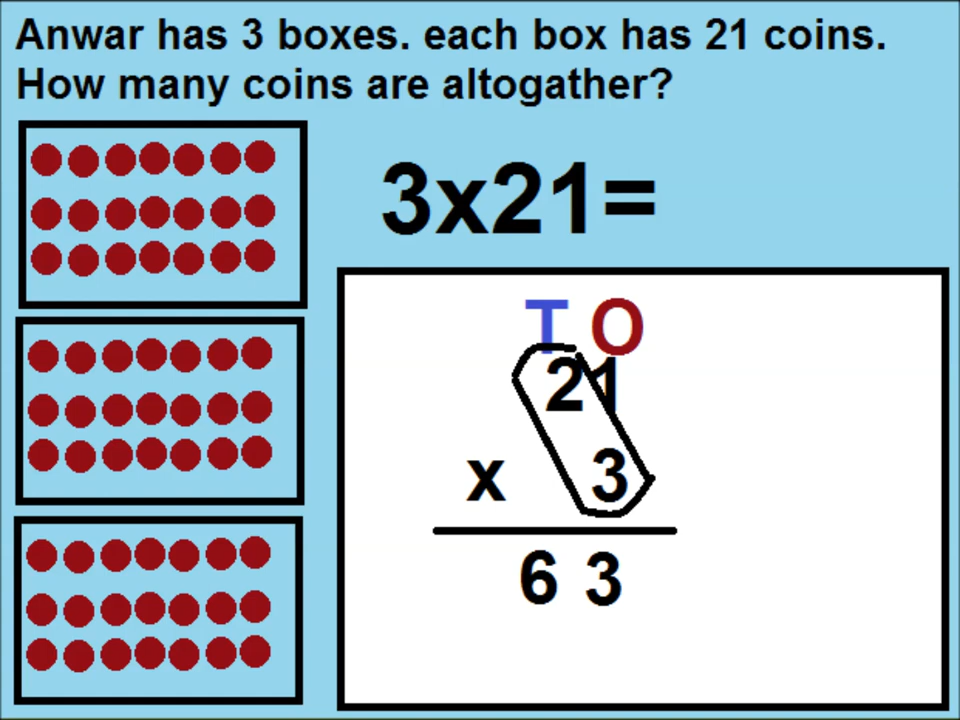 Anwar has 3 boxes. each box has 21 coins.
How many coins are altogather?
3x21=
T O
21
x 3
6 3